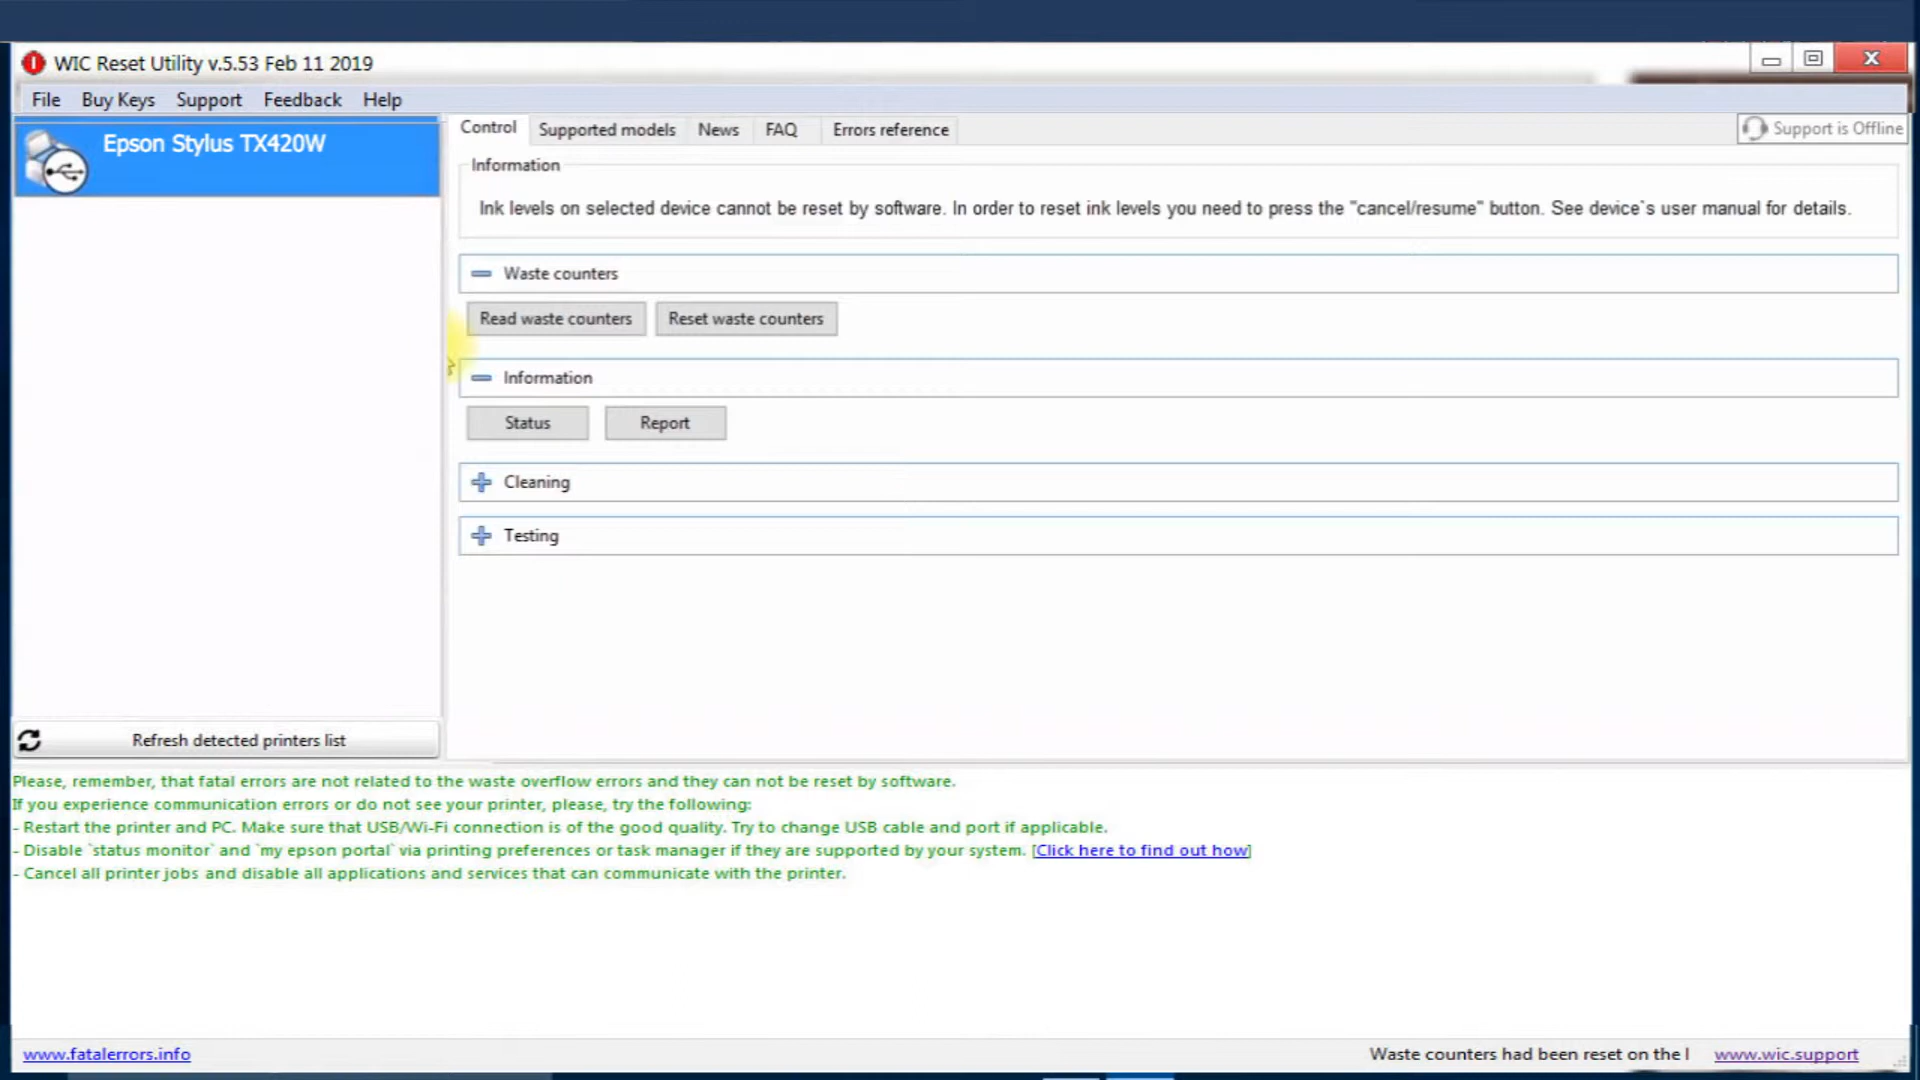 WIC Reset Utility v.5.53 Feb 11 2019
File Buy Keys Support Feedback Help
Epson Stylus TX420W
Control Supported models News FAQ Errors reference
Support is Offline
Information
Ink levels on selected device cannot be reset by software. In order to reset ink levels you need to press the "cancel/resume" button. See device`s user manual for details.
Waste counters
Read waste counters Reset waste counters
Information
Status Report
Cleaning
Testing
Refresh detected printers list
Please, remember, that fatal errors are not related to the waste overflow errors and they can not be reset by software.
If you experience communication errors or do not see your printer, please, try the following:
- Restart the printer and PC. Make sure that USB/Wi-Fi connection is of the good quality. Try to change USB cable and port if applicable.
- Disable `status monitor` and `my epson portal` via printing preferences or task manager if they are supported by your system. [Click here to find out how]
- Cancel all printer jobs and disable all applications and services that can communicate with the printer.
www.fatalerrors.info
Waste counters had been reset on the
www.wic.support